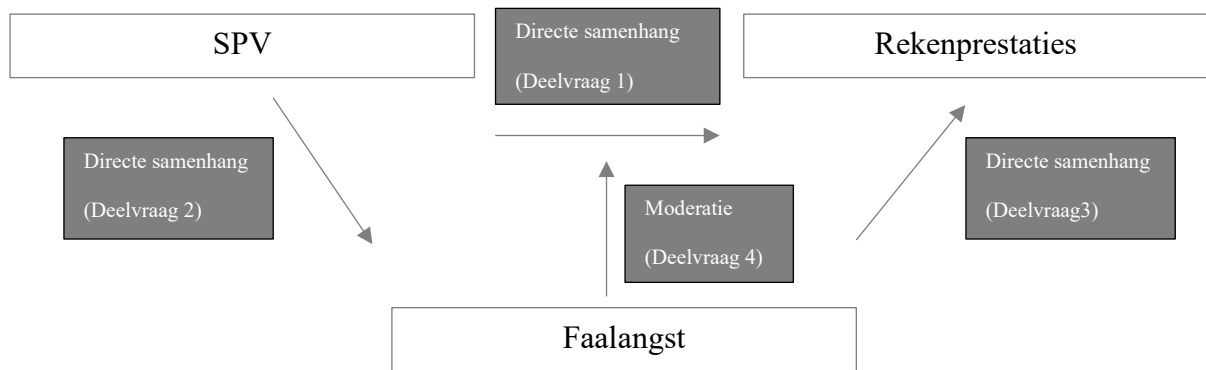 SPV
Directe samenhang
(Deelvraag 1)
Rekenprestaties
Directe samenhang
(Deelvraag 2)
Moderatie
(Deelvraag 4)
Directe samenhang
(Deelvraag3)
Faalangst